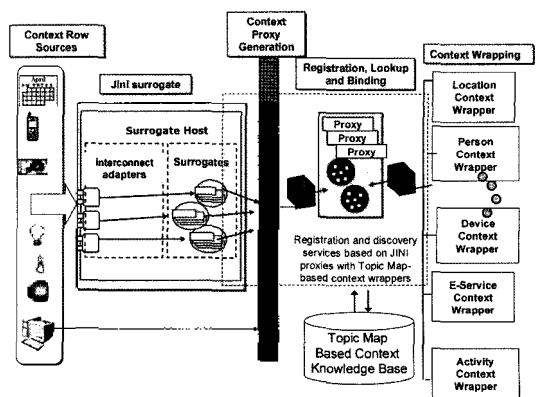 Context Row
Sources
April
Jini surrogate
Surrogate Host
Interconnect
adapters
Surrogates
Context
Proxy
Generation
Registration, Lookup
and Binding
Proxy
Proxy
Proxy
Registration and discovery
services based on JINI
proxies with Topic Map-
based context wrappers
Topic Map
Based Context
Knowledge Base
Context Wrapping
Location
Context
Wrapper
Person
Context
Wrapper
Device
Context
Wrapper
E-Service
Context
Wrapper
Activity
Context
Wrapper